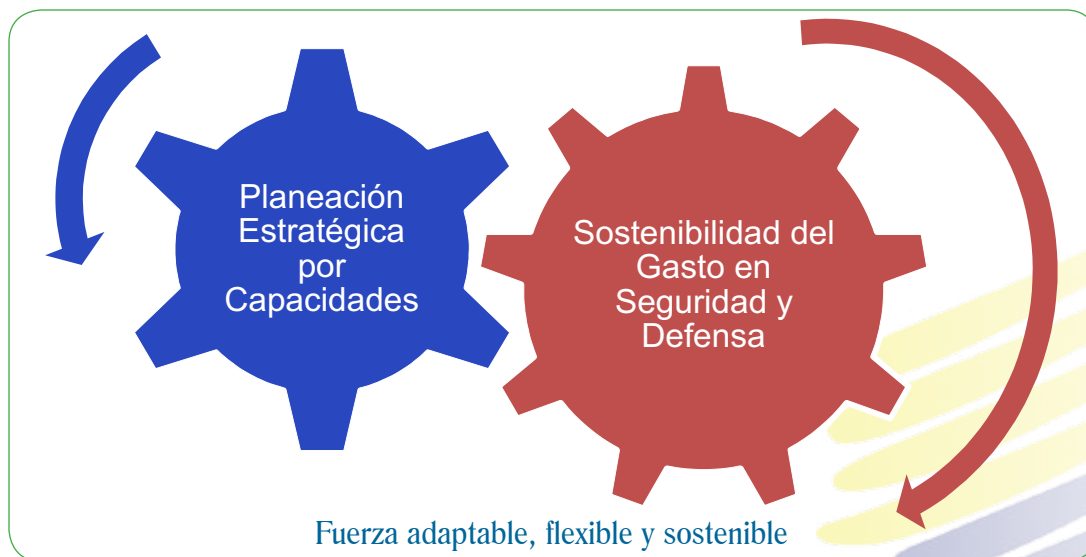 Planeación
Estratégica
por
Capacidades
Sostenibilidad del
Gasto en
Seguridad y
Defensa
Fuerza adaptable, flexible y sostenible